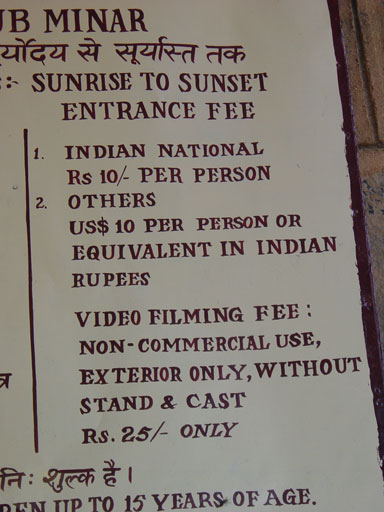 UB MINAR
र्योदय से सूर्यास्त तक
:- SUNRISE TO SUNSET
ENTRANCE FEE
1. INDIAN NATIONAL
Rs 10/- PER PERSON
2. OTHERS
US$ 10 PER PERSON OR
EQUIVALENT IN INDIAN
RUPEES
VIDEO FILMING FEE :
NON-COMMERCIAL USE,
EXTERIOR ONLY, WITHOUT
STAND & CAST
Rs. 25/- ONLY
त्र
निः शुल्क है।
REN UP TO 15 YEARS OF AGE.